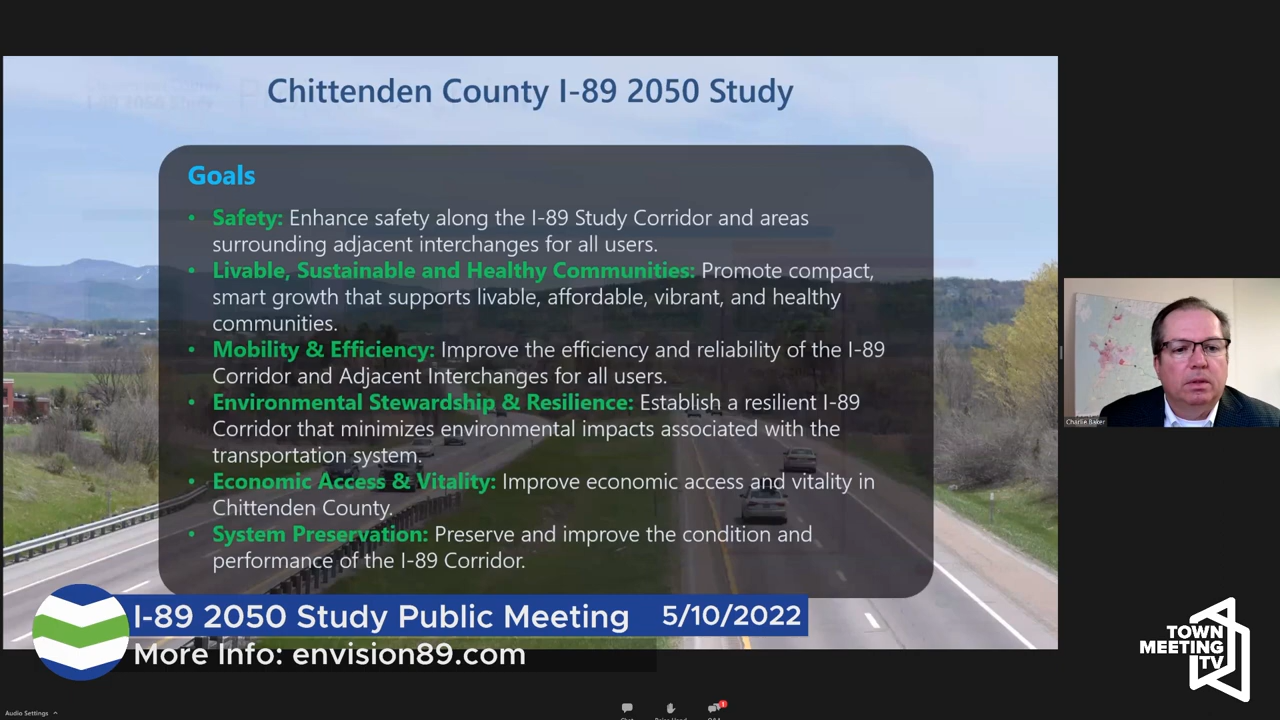 Chittenden County I-89 2050 Study
Goals
• Safety: Enhance safety along the I-89 Study Corridor and areas
surrounding adjacent interchanges for all users.
• Livable, Sustainable and Healthy Communities: Promote compact,
smart growth that supports livable, affordable, vibrant, and healthy
communities.
• Mobility & Efficiency: Improve the efficiency and reliability of the I-89
Corridor and Adjacent Interchanges for all users.
• Environmental Stewardship & Resilience: Establish a resilient I-89
Corridor that minimizes environmental impacts associated with the
transportation system.
• Economic Access & Vitality: Improve economic access and vitality in
Chittenden County.
• System Preservation: Preserve and improve the condition and
performance of the I-89 Corridor.
Charlie Baker
I-89 2050 Study Public Meeting 5/10/2022
More Info: envision89.com
TOWN
MEETING
TV
Audio Settings